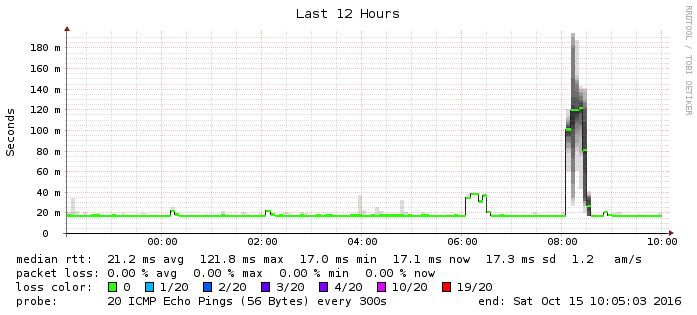 Last 12 Hours
RRDTOOL / TOBI OETIKER
Seconds
180 m
160 m
140 m
120 m
100 m
80 m
60 m
40 m
20 m
0
00:00 02:00 04:00 06:00 08:00 10:00
median rtt: 21.2 ms avg 121.8 ms max 17.0 ms min 17.1 ms now 17.3 ms sd 1.2 am/s
packet loss: 0.00 % avg 0.00 % max 0.00 % min 0.00 % now
loss color: 0 1/20 2/20 3/20 4/20 10/20 19/20
probe: 20 ICMP Echo Pings (56 Bytes) every 300s end: Sat Oct 15 10:05:03 2016